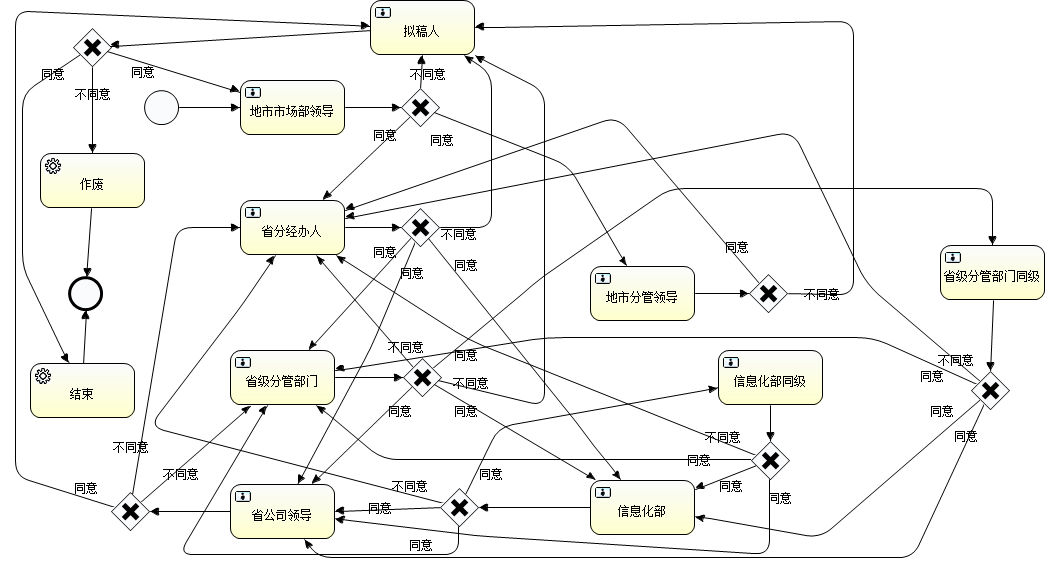 拟稿人
同意
同意
不同意
不同意
地市市场部领导
同意
同意
作废
省分经办人
不同意
同意
同意
同意
同意
地市分管领导
不同意
省级分管部门同级
结束
省级分管部门
不同意
同意
不同意
同意
同意
信息化部同级
不同意
同意
同意
同意
不同意
同意
同意
同意
不同意
不同意
同意
省公司领导
不同意
同意
同意
同意
信息化部